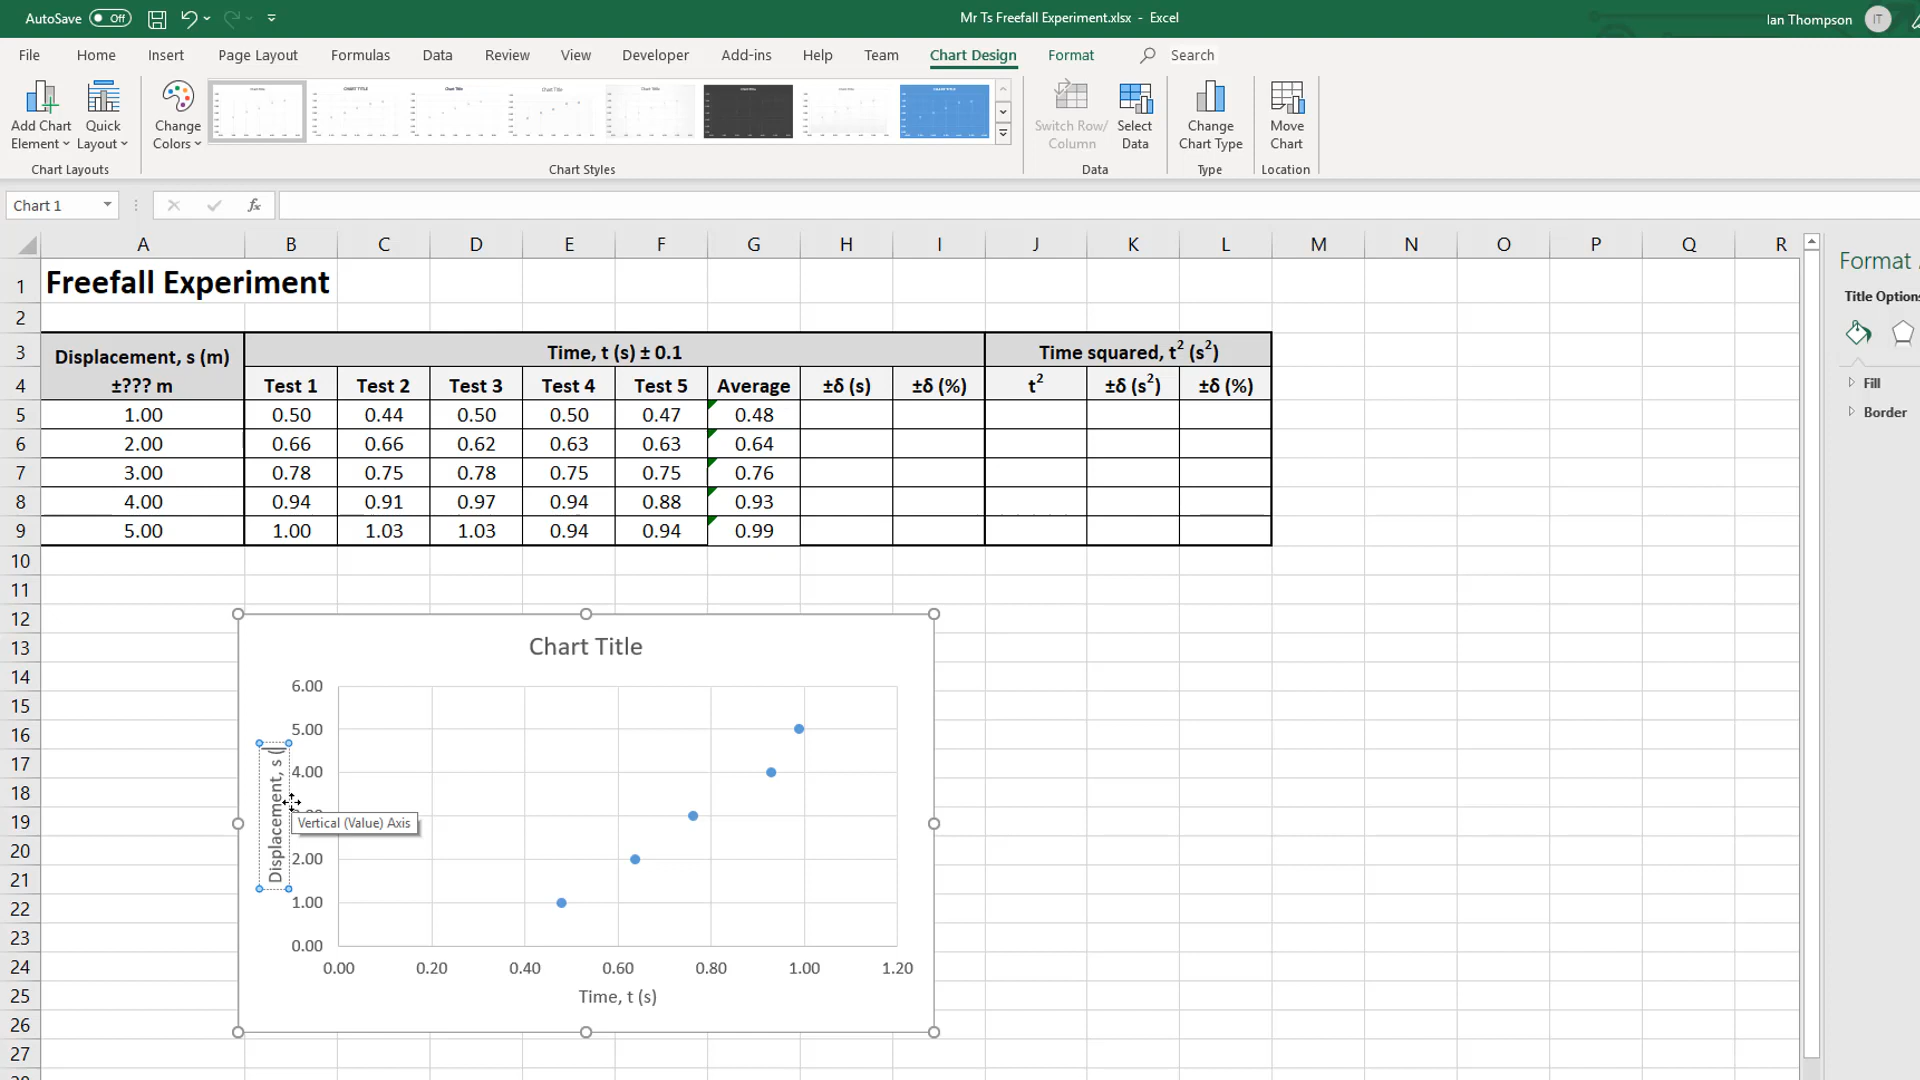 AutoSave Off Mr Ts Freefall Experiment.xlsx - Excel Ian Thompson IT
File Home Insert Page Layout Formulas Data Review View Developer Add-ins Help Team Chart Design Format Search
Add Chart Element Quick Layout Change Colors Switch Row/ Column Select Data Change Chart Type Move Chart
Chart Layouts Chart Styles Data Type Location
Chart 1 fx
A B C D E F G H I J K L M N O P Q R
1 Freefall Experiment
2
3 Displacement, s (m) Time, t (s) ± 0.1 Time squared, t² (s²)
4 ±??? m Test 1 Test 2 Test 3 Test 4 Test 5 Average ±δ (s) ±δ (%) t² ±δ (s²) ±δ (%)
5 1.00 0.50 0.44 0.50 0.50 0.47 0.48
6 2.00 0.66 0.66 0.62 0.63 0.63 0.64
7 3.00 0.78 0.75 0.78 0.75 0.75 0.76
8 4.00 0.94 0.91 0.97 0.94 0.88 0.93
9 5.00 1.00 1.03 1.03 0.94 0.94 0.99
10
11
12
13
14
15
16
17
18
19
20
21
22
23
24
25
26
27
Chart Title
6.00
5.00
4.00
2.00
1.00
0.00
0.00 0.20 0.40 0.60 0.80 1.00 1.20
Time, t (s)
Displacement, s (
Vertical (Value) Axis
Format
Title Options
Fill
Border